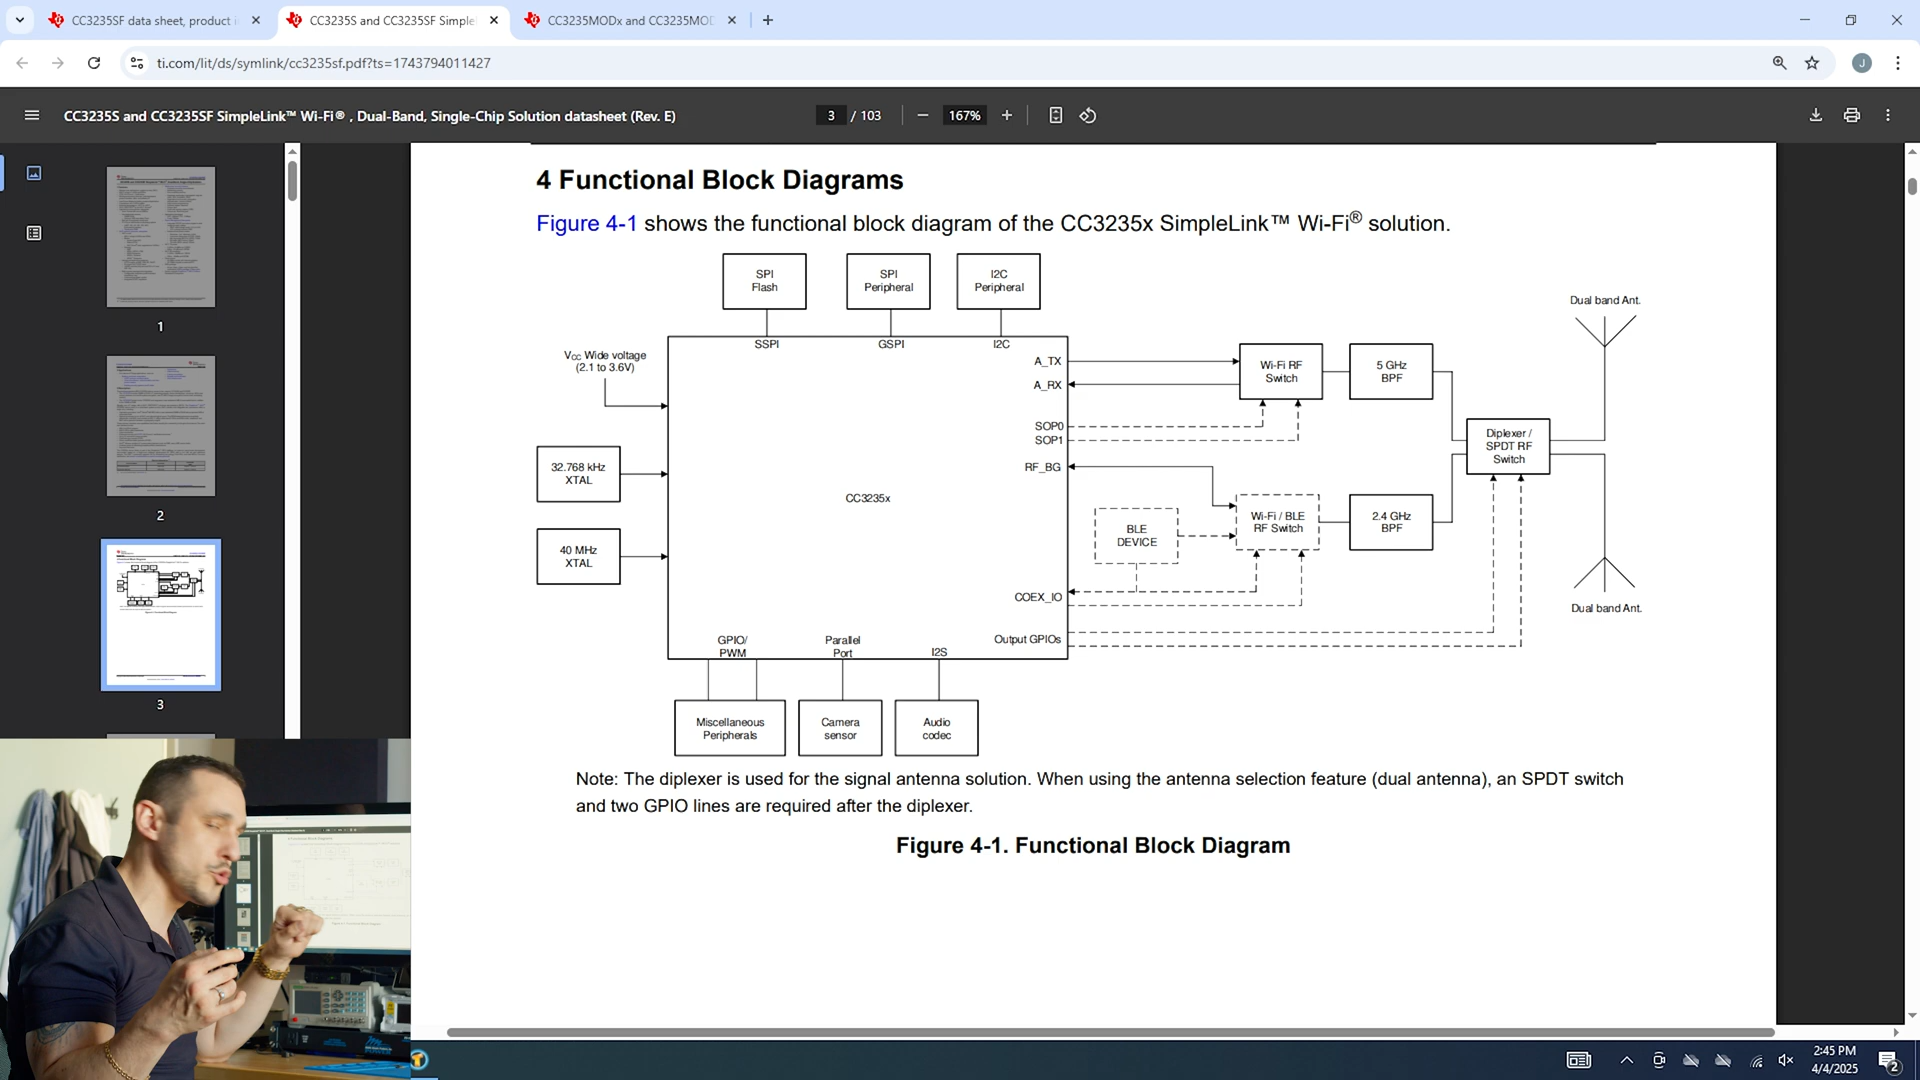 CC3235SF data sheet, product i
CC3235S and CC3235SF Simple
CC3235MODx and CC3235MOD
ti.com/lit/ds/symlink/cc3235sf.pdf?ts=1743794011427
J
CC3235S and CC3235SF SimpleLink™ Wi-Fi® , Dual-Band, Single-Chip Solution datasheet (Rev. E)
3 / 103
167%
1
2
3
4 Functional Block Diagrams
Figure 4-1 shows the functional block diagram of the CC3235x SimpleLink™ Wi-Fi® solution.
SPI
Flash
SPI
Peripheral
I2C
Peripheral
SSPI
GSPI
I2C
VCC Wide voltage
(2.1 to 3.6V)
32.768 kHz
XTAL
40 MHz
XTAL
CC3235x
A_TX
A_RX
SOP0
SOP1
RF_BG
COEX_IO
Output GPIOs
GPIO/
PWM
Parallel
Port
I2S
Miscellaneous
Peripherals
Camera
sensor
Audio
codec
Wi-Fi RF
Switch
5 GHz
BPF
BLE
DEVICE
Wi-Fi / BLE
RF Switch
2.4 GHz
BPF
Diplexer /
SPDT RF
Switch
Dual band Ant.
Dual band Ant.
Note: The diplexer is used for the signal antenna solution. When using the antenna selection feature (dual antenna), an SPDT switch
and two GPIO lines are required after the diplexer.
Figure 4-1. Functional Block Diagram
2:45 PM
4/4/2025
2